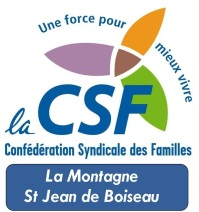 Une force pour
mieux vivre
la CSF
Confédération Syndicale des Familles
La Montagne
St Jean de Boiseau